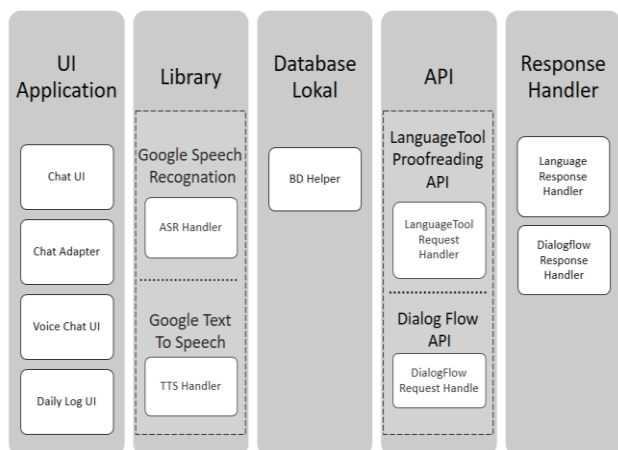 UI
Application
Chat UI
Chat Adapter
Voice Chat UI
Daily Log UI
Library
Google Speech
Recognation
ASR Handler
Google Text
To Speech
TTS Handler
Database
Lokal
BD Helper
API
LanguageTool
Proofreading
API
LanguageTool
Request
Handler
Dialog Flow
API
DialogFlow
Request Handle
Response
Handler
Language
Response
Handler
Dialogflow
Response
Handler